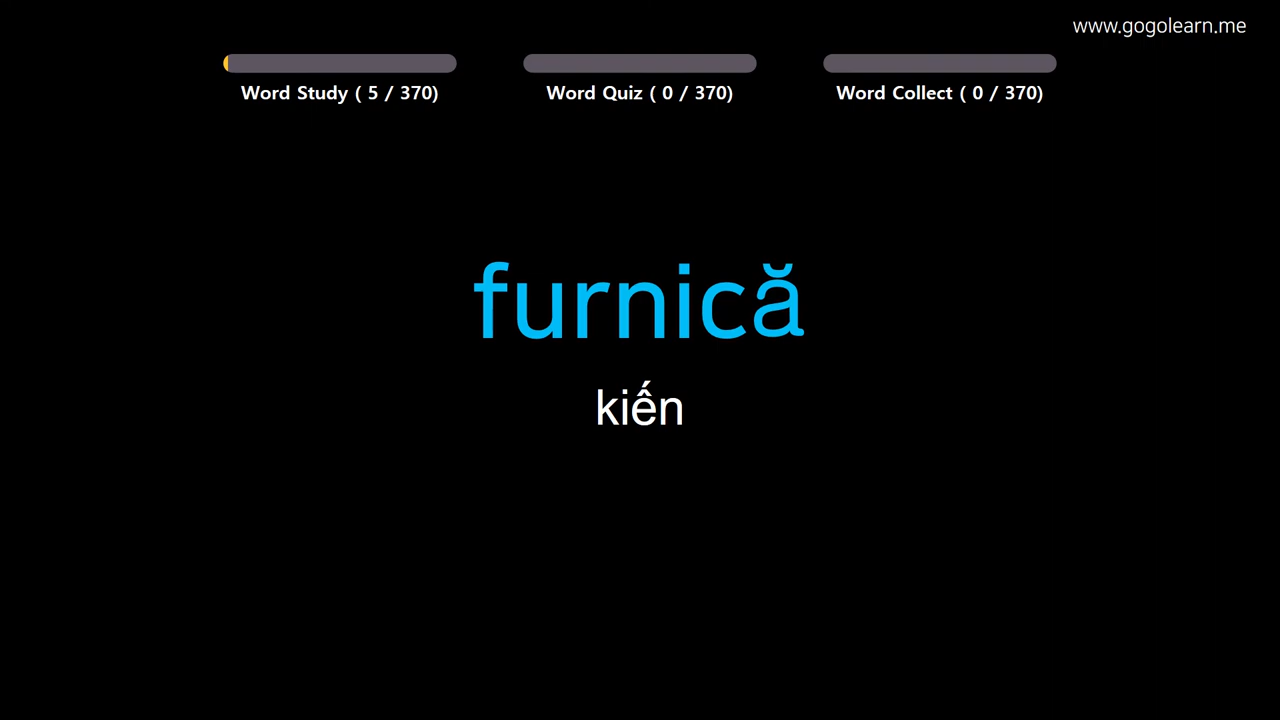 www.gogolearn.me
Word Study ( 5 / 370)
Word Quiz ( 0 / 370)
Word Collect ( 0 / 370)
furnică
kiến